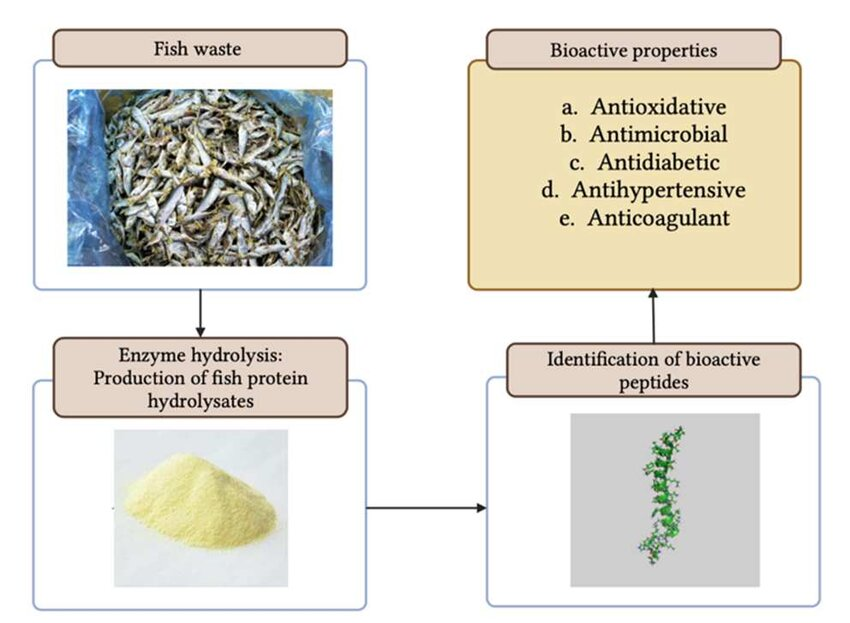 Fish waste
Enzyme hydrolysis:
Production of fish protein
hydrolysates
Identification of bioactive
peptides
Bioactive properties
a. Antioxidative
b. Antimicrobial
c. Antidiabetic
d. Antihypertensive
e. Anticoagulant